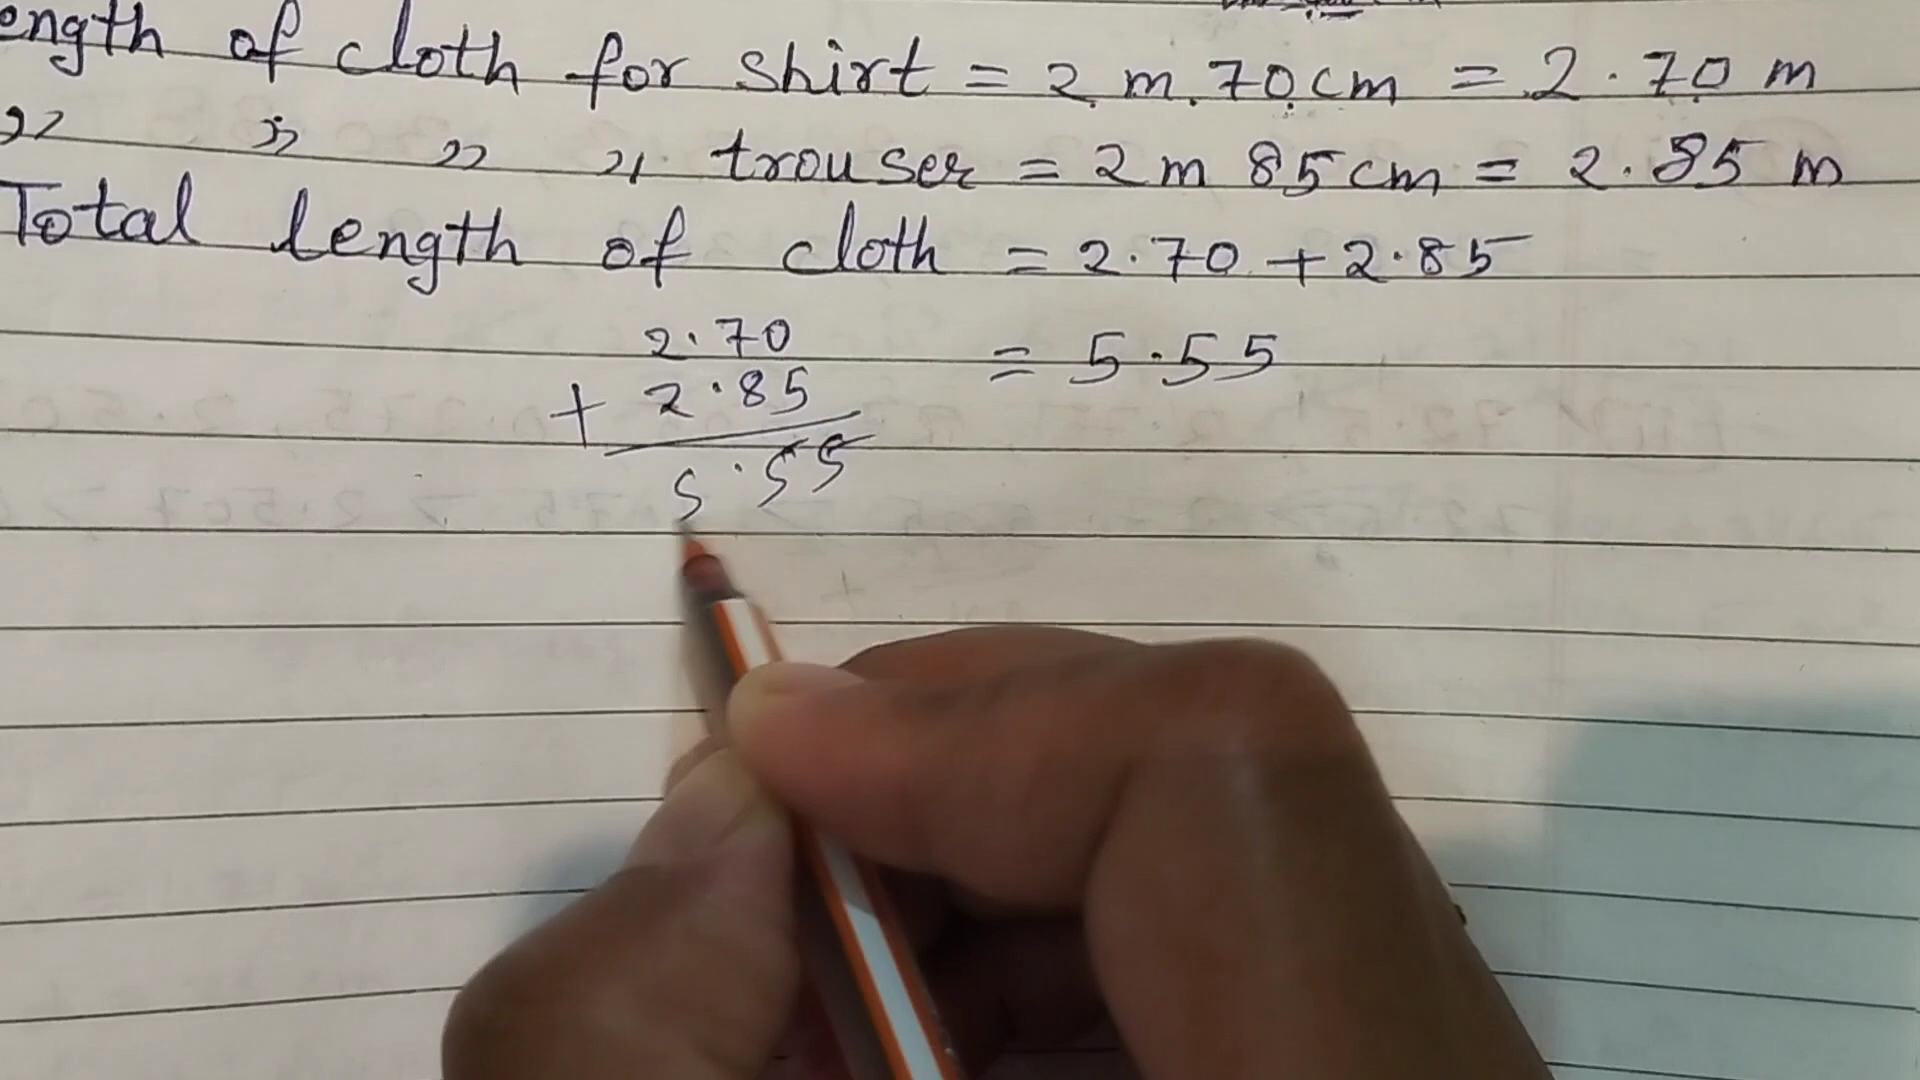 ength of cloth for shirt = 2 m 70 cm = 2.70 m
" " " " trouser = 2 m 85 cm = 2.85 m
Total length of cloth = 2.70 + 2.85
2.70 = 5.55
+ 2.85
5.55